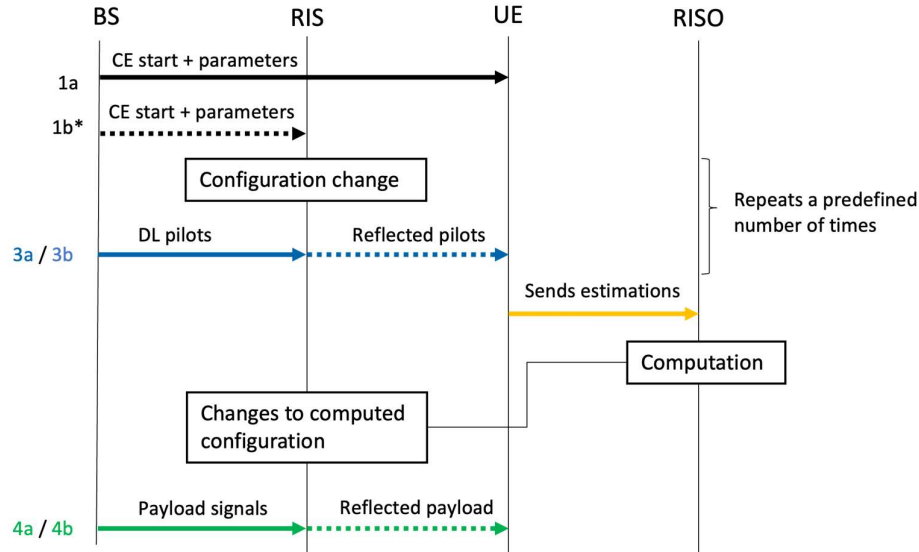 BS RIS UE RISO
CE start + parameters
1a
CE start + parameters
1b*
Configuration change
Repeats a predefined
number of times
DL pilots Reflected pilots
3a / 3b
Sends estimations
Computation
Changes to computed
configuration
Payload signals Reflected payload
4a / 4b